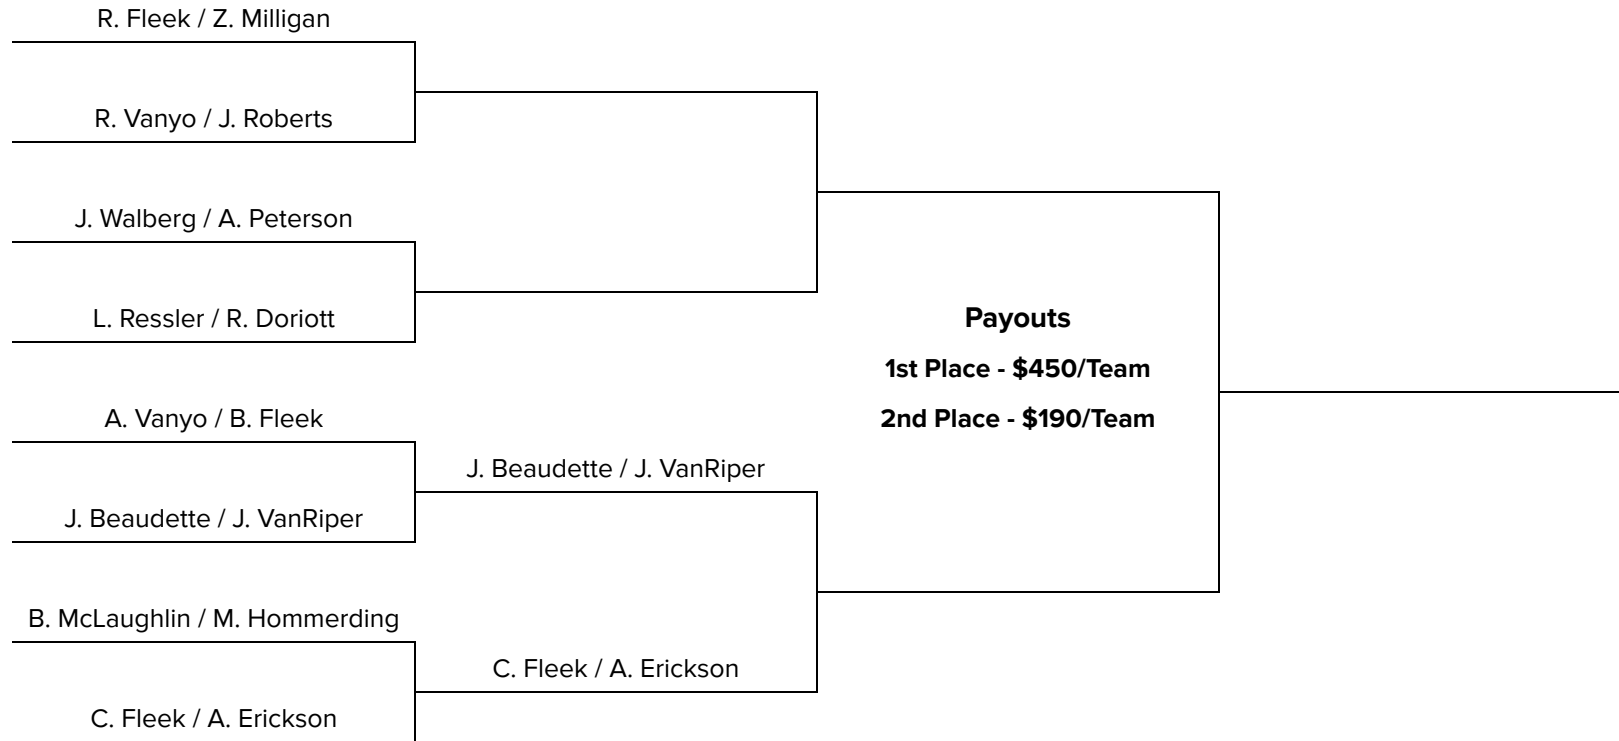 R. Fleek / Z. Milligan
R. Vanyo / J. Roberts
J. Walberg / A. Peterson
L. Ressler / R. Doriott
A. Vanyo / B. Fleek
J. Beaudette / J. VanRiper
B. McLaughlin / M. Hommerding
C. Fleek / A. Erickson
J. Beaudette / J. VanRiper
C. Fleek / A. Erickson
Payouts
1st Place - $450/Team
2nd Place - $190/Team